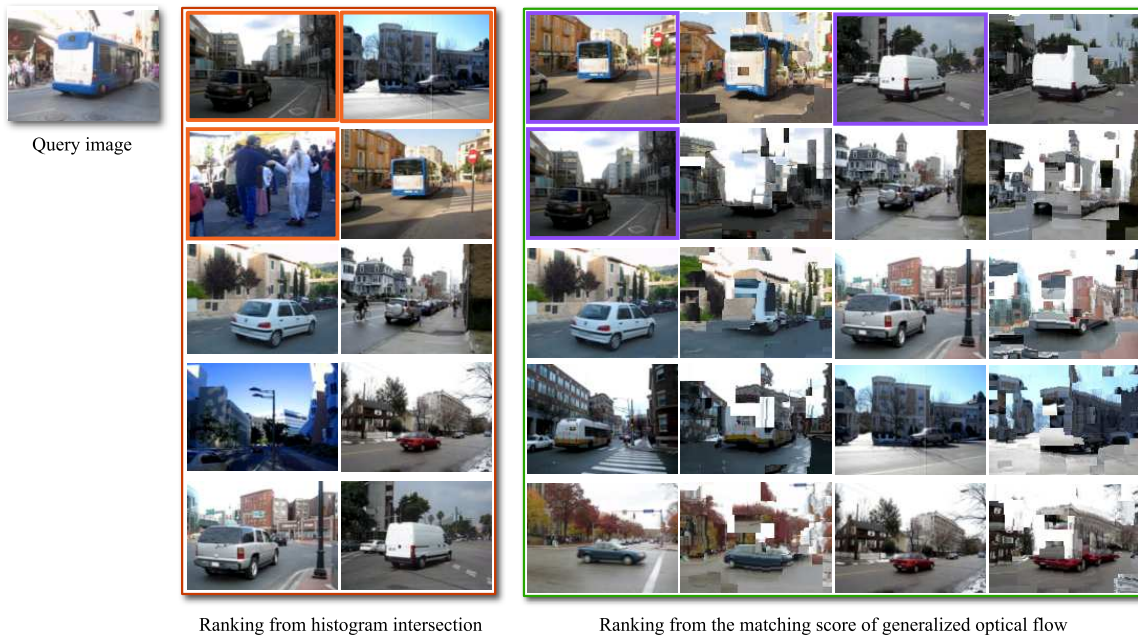 Query image
Ranking from histogram intersection
Ranking from the matching score of generalized optical flow